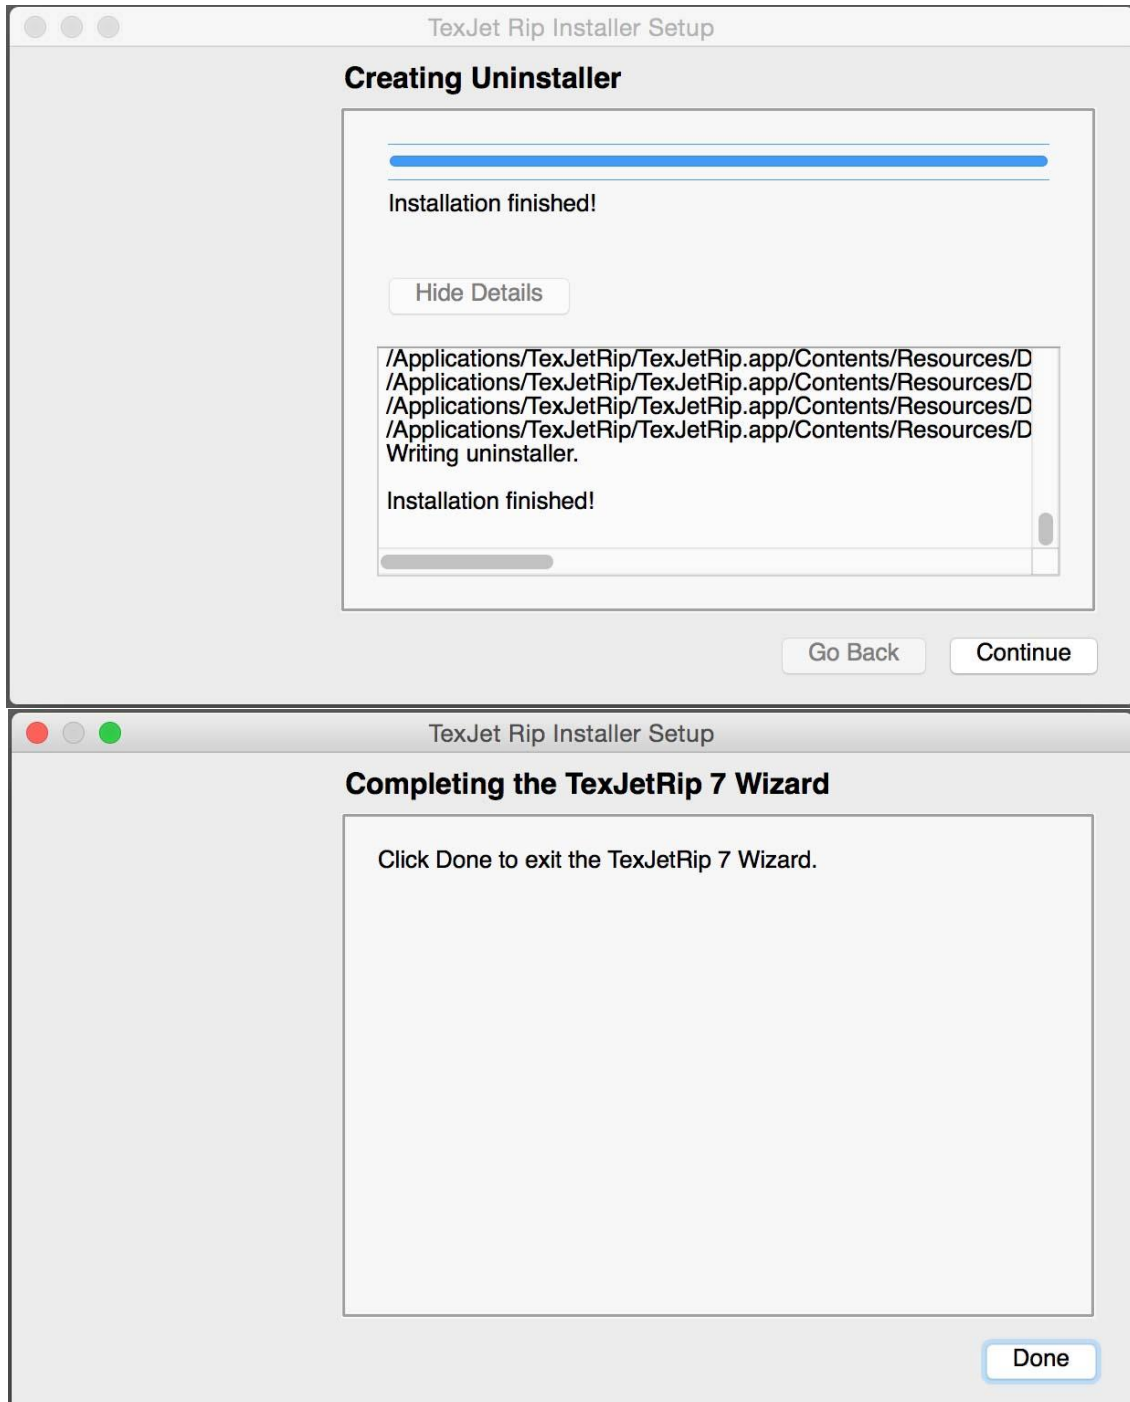 TexJet Rip Installer Setup
Creating Uninstaller
Installation finished!
Hide Details
/Applications/TexJetRip/TexJetRip.app/Contents/Resources/D
/Applications/TexJetRip/TexJetRip.app/Contents/Resources/D
/Applications/TexJetRip/TexJetRip.app/Contents/Resources/D
/Applications/TexJetRip/TexJetRip.app/Contents/Resources/D
Writing uninstaller.
Installation finished!
Go Back Continue
TexJet Rip Installer Setup
Completing the TexJetRip 7 Wizard
Click Done to exit the TexJetRip 7 Wizard.
Done